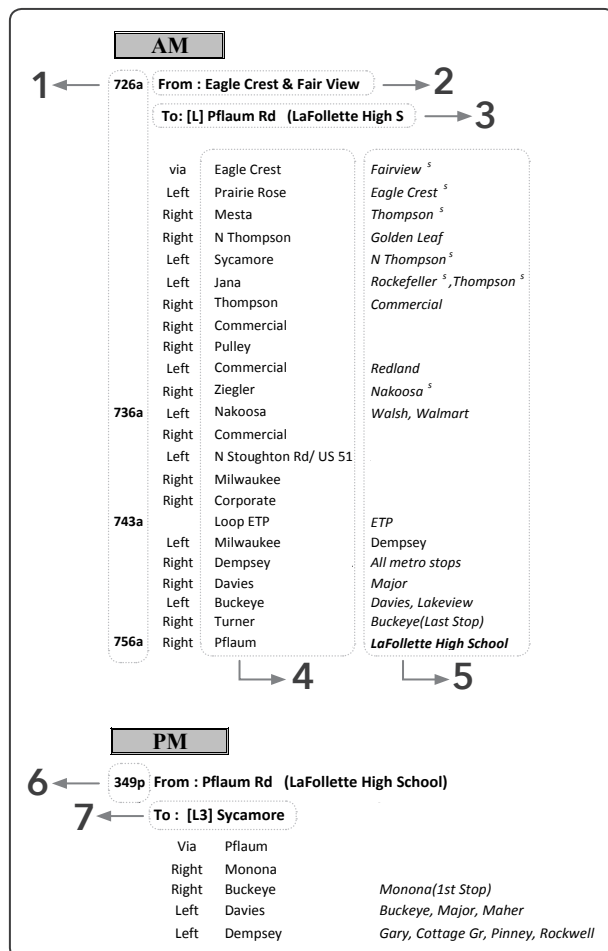 AM
1 726a From : Eagle Crest & Fair View 2
To: [L] Pflaum Rd (LaFollette High S 3
via Eagle Crest Fairview s
Left Prairie Rose Eagle Crest s
Right Mesta Thompson s
Right N Thompson Golden Leaf
Left Sycamore N Thompson s
Left Jana Rockefeller s ,Thompson s
Right Thompson Commercial
Right Commercial
Right Pulley
Left Commercial Redland
Right Ziegler Nakoosa s
736a Left Nakoosa Walsh, Walmart
Right Commercial
Left N Stoughton Rd/ US 51
Right Milwaukee
Right Corporate
743a Loop ETP ETP
Left Milwaukee Dempsey
Right Dempsey . All metro stops
Right Davies Major
Left Buckeye Davies, Lakeview
Right Turner Buckeye(Last Stop)
756a Right Pflaum LaFollette High School
4 5
PM
6 349p From : Pflaum Rd (LaFollette High School)
7 To : [L3] Sycamore
Via Pflaum
Right Monona
Right Buckeye Monona(1st Stop)
Left Davies Buckeye, Major, Maher
Left Dempsey Gary, Cottage Gr, Pinney, Rockwell